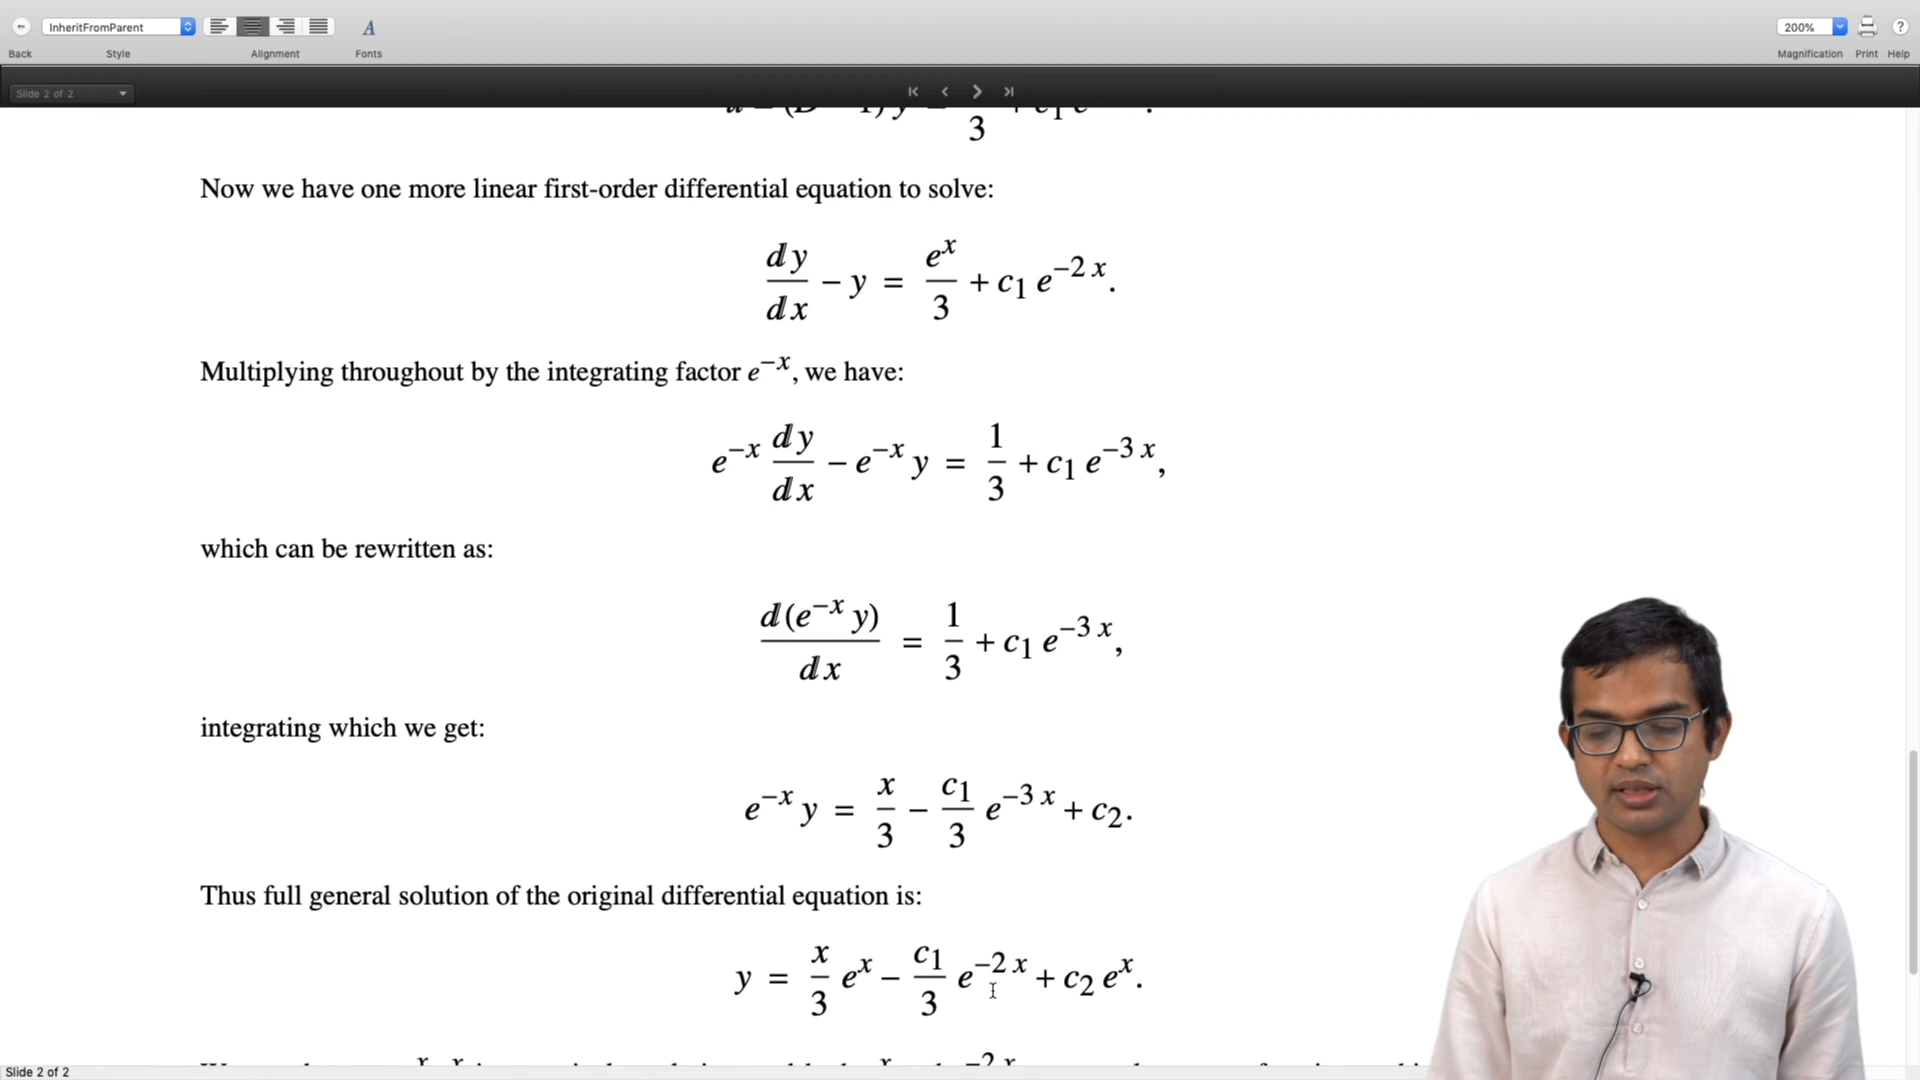 InheritFromParent
200%
Back Style Alignment Fonts Magnification Print Help
Slide 2 of 2
3
Now we have one more linear first-order differential equation to solve:
dy/dx − y = e^x/3 + c₁ e^(−2x).
Multiplying throughout by the integrating factor e^(−x), we have:
e^(−x) dy/dx − e^(−x) y = 1/3 + c₁ e^(−3x),
which can be rewritten as:
d(e^(−x) y)/dx = 1/3 + c₁ e^(−3x),
integrating which we get:
e^(−x) y = x/3 − c₁/3 e^(−3x) + c₂.
Thus full general solution of the original differential equation is:
y = x/3 e^x − c₁/3 e^(−2x) + c₂ e^x.
Slide 2 of 2